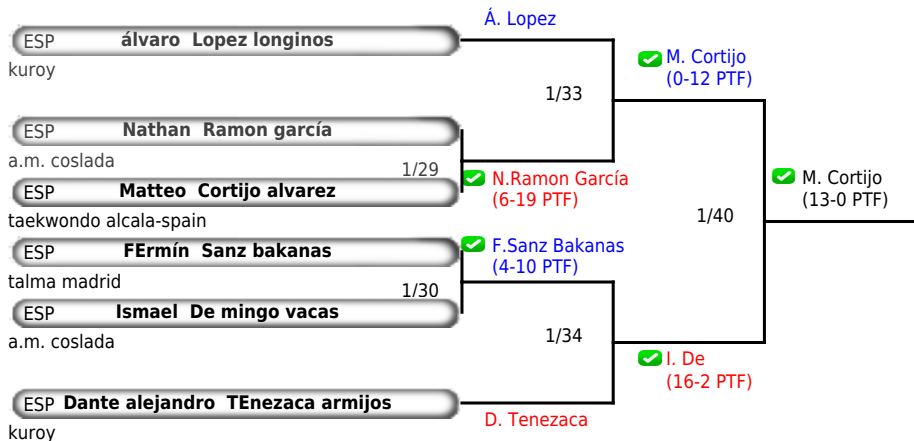 Á. Lopez
ESP álvaro Lopez longinos
kuroy
M. Cortijo
(0-12 PTF)
1/33
ESP Nathan Ramon garcía
a.m. coslada
1/29
N.Ramon García
(6-19 PTF)
ESP Matteo Cortijo alvarez
taekwondo alcala-spain
M. Cortijo
(13-0 PTF)
1/40
ESP FErmín Sanz bakanas
talma madrid
F.Sanz Bakanas
(4-10 PTF)
1/30
ESP Ismael De mingo vacas
a.m. coslada
1/34
I. De
(16-2 PTF)
ESP Dante alejandro TEnezaca armijos
kuroy
D. Tenezaca